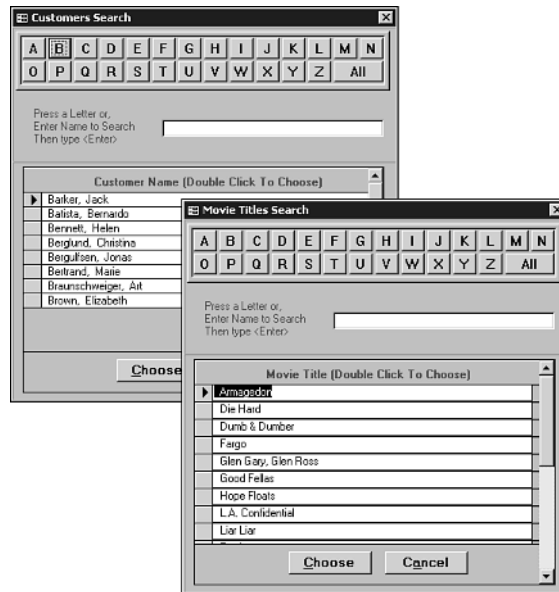 Customers Search
A B C D E F G H I J K L M N
O P Q R S T U V W X Y Z All
Press a Letter or,
Enter Name to Search
Then type <Enter>
Customer Name (Double Click To Choose)
Barker, Jack
Batista, Bernardo
Bennett, Helen
Berglund, Christina
Bergulfsen, Jonas
Bertrand, Marie
Braunschweiger, Art
Brown, Elizabeth
Choose
Movie Titles Search
A B C D E F G H I J K L M N
O P Q R S T U V W X Y Z All
Press a Letter or,
Enter Name to Search
Then type <Enter>
Movie Title (Double Click To Choose)
Armagedon
Die Hard
Dumb & Dumber
Fargo
Glen Gary, Glen Ross
Good Fellas
Hope Floats
L.A. Confidential
Liar Liar
Choose Cancel